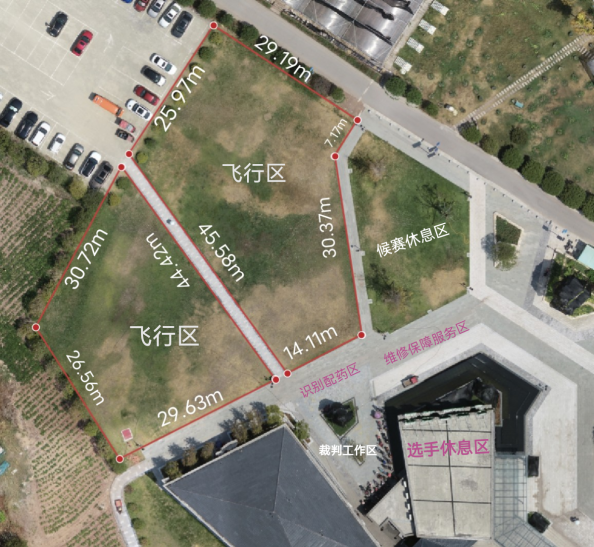 29.19m
25.97m
7.17m
飞行区
30.37m
候赛休息区
45.58m
44.42m
30.72m
飞行区
14.11m
维修保障服务区
26.56m
识别配药区
29.63m
裁判工作区
选手休息区